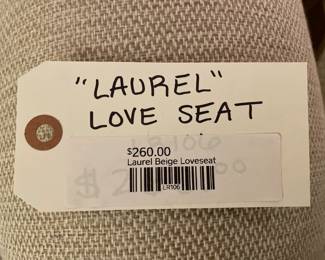 "LAUREL"
LOVE SEAT
$260.00
Laurel Beige Loveseat
LR106